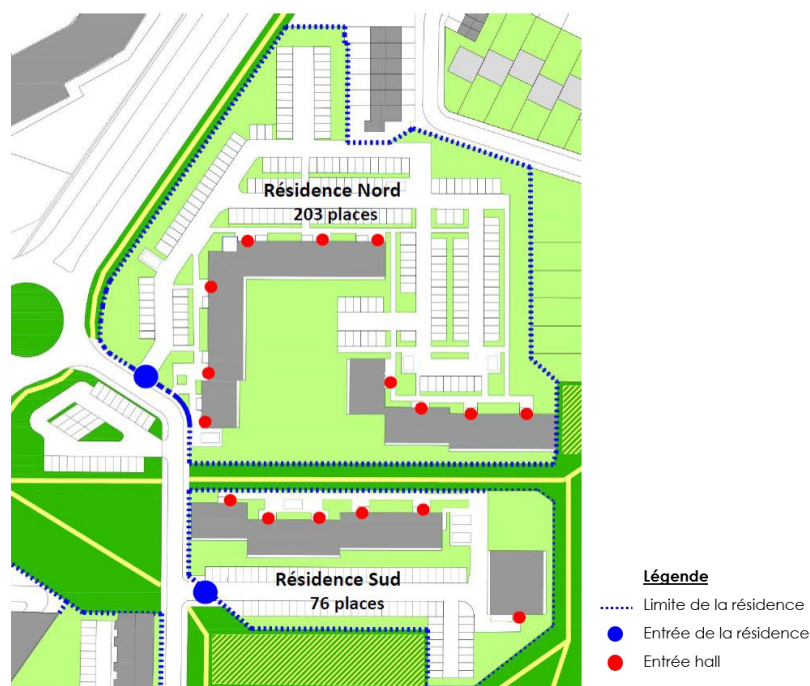 Résidence Nord
203 places
Résidence Sud
76 places
Légende
Limite de la résidence
Entrée de la résidence
Entrée hall